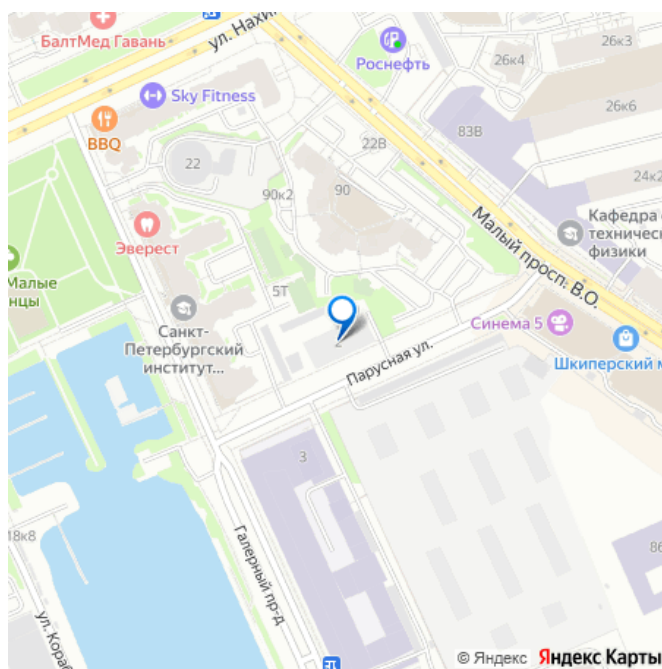 БалтМед Гавань
ул. Нахи
Роснефть
26к3
26к4
Sky Fitness
26к6
BBQ
22В
83В
22
24к2
90
90к2
Кафедра
технической
физики
Эверест
Малый просп. В.О.
Малые
нцы
5Т
Санкт-
Петербургский
институт...
2
Синема 5
Парусная ул.
Шкиперский м
3
18к8
Галерный пр-д
86
ул. Кораб
© Яндекс Яндекс Карты